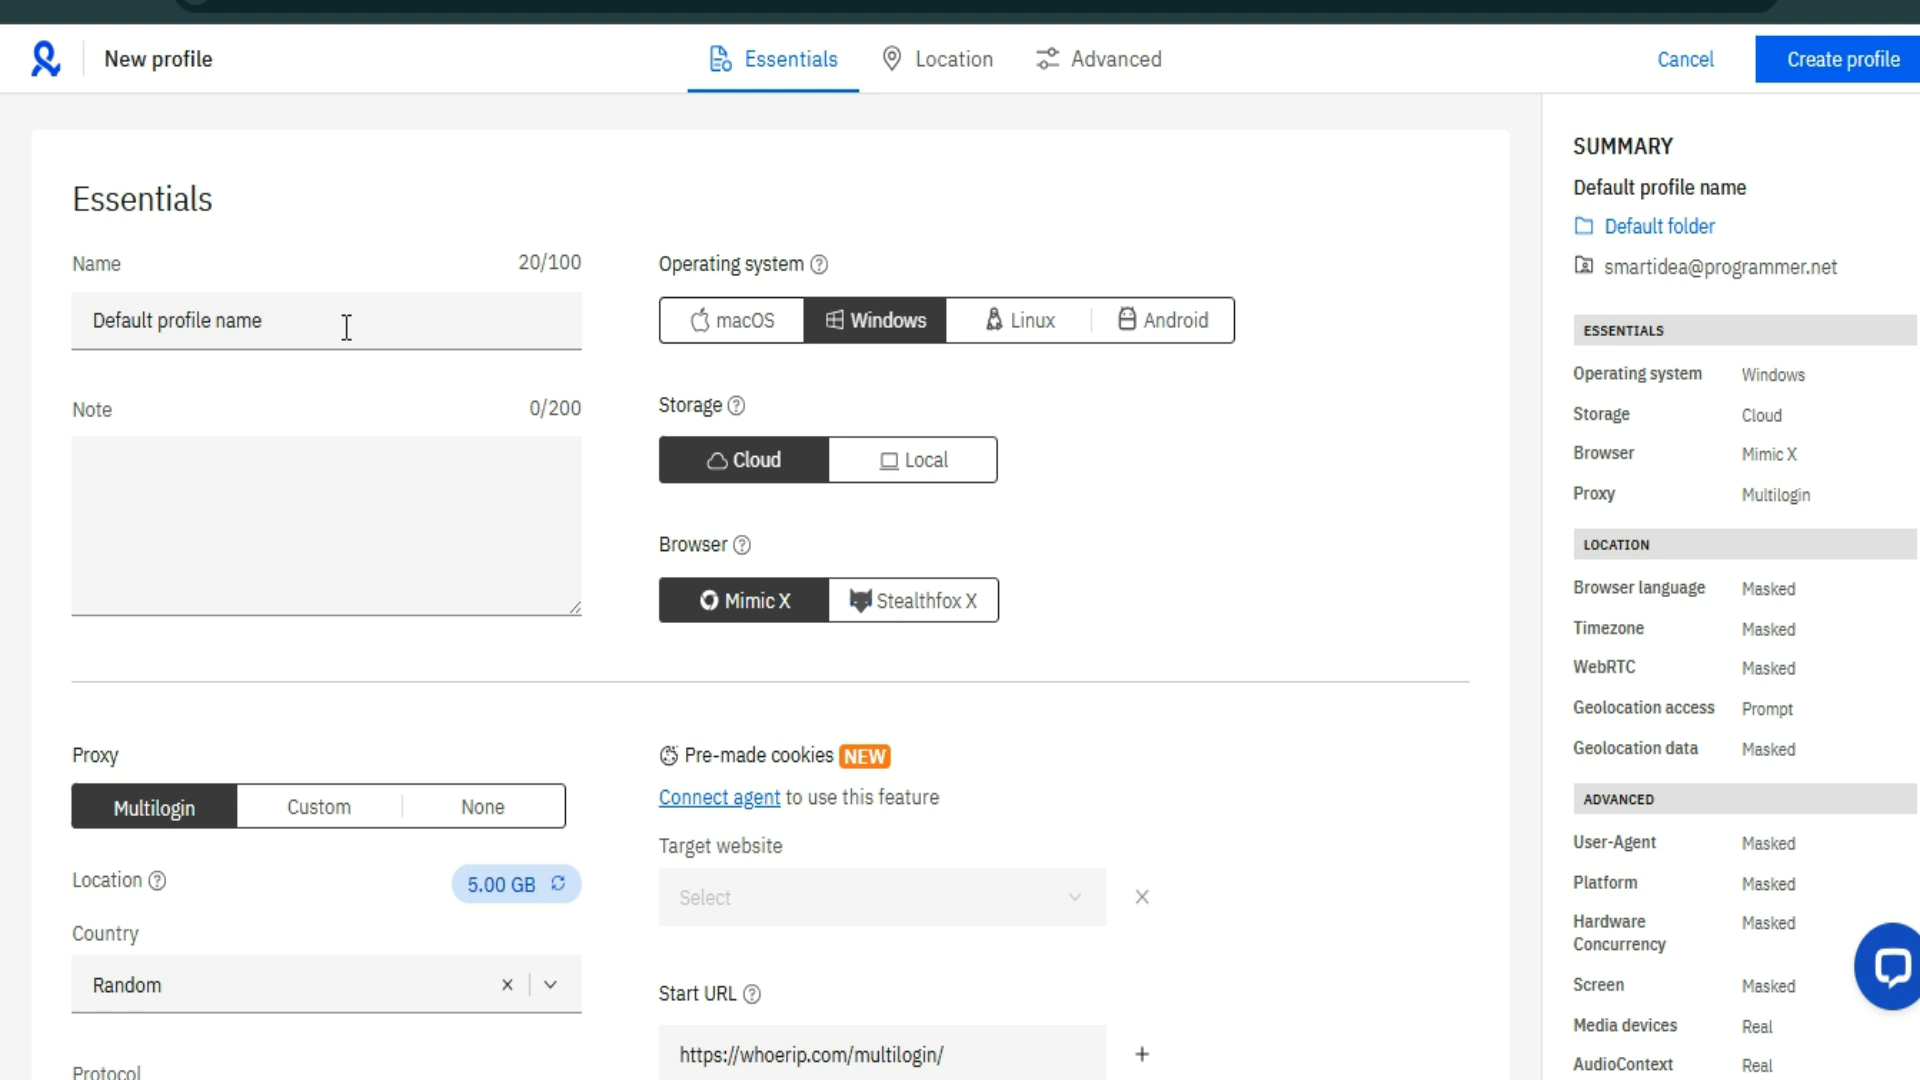 New profile
Essentials
Location
Advanced
Cancel
Create profile
Essentials
Name
20/100
Default profile name
Note
0/200
Operating system
macOS
Windows
Linux
Android
Storage
Cloud
Local
Browser
Mimic X
Stealthfox X
Proxy
Multilogin
Custom
None
Location
5.00 GB
Country
Random
Protocol
Pre-made cookies NEW
Connect agent to use this feature
Target website
Select
Start URL
https://whoerip.com/multilogin/
SUMMARY
Default profile name
Default folder
smartidea@programmer.net
ESSENTIALS
Operating system Windows
Storage Cloud
Browser Mimic X
Proxy Multilogin
LOCATION
Browser language Masked
Timezone Masked
WebRTC Masked
Geolocation access Prompt
Geolocation data Masked
ADVANCED
User-Agent Masked
Platform Masked
Hardware Masked
Concurrency
Screen Masked
Media devices Real
AudioContext Real